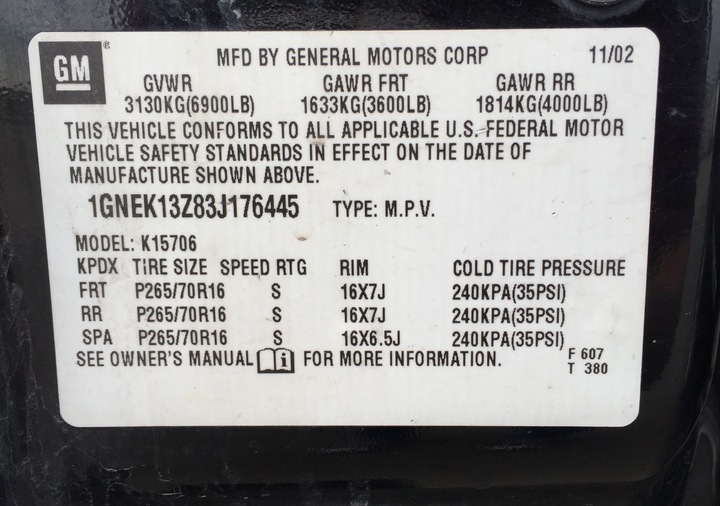 GM
MFD BY GENERAL MOTORS CORP 11/02
GVWR GAWR FRT GAWR RR
3130KG(6900LB) 1633KG(3600LB) 1814KG(4000LB)
THIS VEHICLE CONFORMS TO ALL APPLICABLE U.S. FEDERAL MOTOR
VEHICLE SAFETY STANDARDS IN EFFECT ON THE DATE OF
MANUFACTURE SHOWN ABOVE.
1GNEK13Z83J176445 TYPE: M.P.V.
MODEL: K15706
KPDX TIRE SIZE SPEED RTG RIM COLD TIRE PRESSURE
FRT P265/70R16 S 16X7J 240KPA(35PSI)
RR P265/70R16 S 16X7J 240KPA(35PSI)
SPA P265/70R16 S 16X6.5J 240KPA(35PSI)
SEE OWNER'S MANUAL i FOR MORE INFORMATION. F 607
T 380